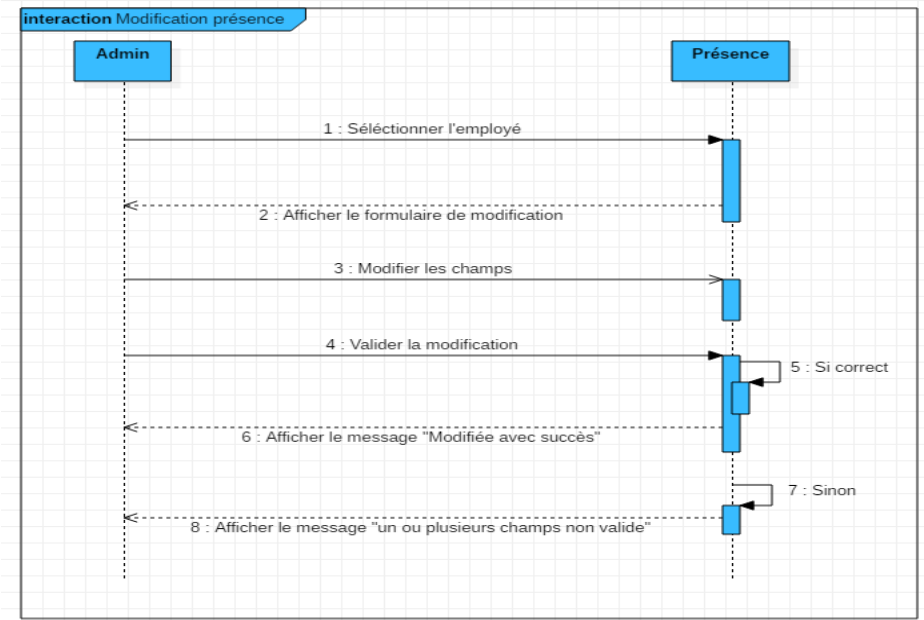 interaction Modification présence
Admin
Présence
1 : Séléctionner l'employé
2 : Afficher le formulaire de modification
3 : Modifier les champs
4 : Valider la modification
5 : Si correct
6 : Afficher le message "Modifiée avec succès"
7 : Sinon
8 : Afficher le message "un ou plusieurs champs non valide"